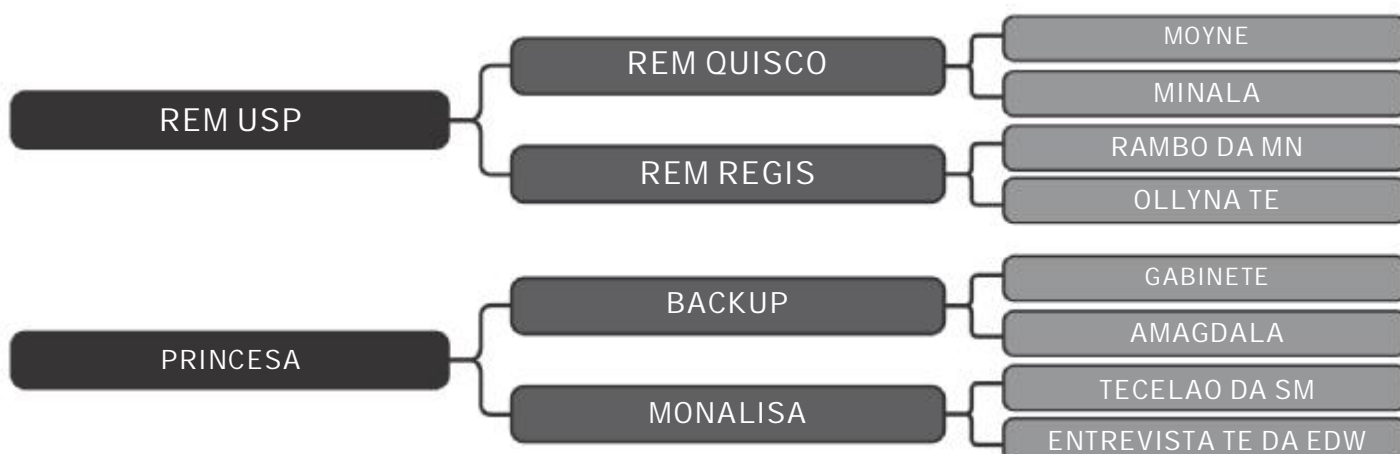 REM USP
REM QUISCO
MOYNE
MINALA
REM REGIS
RAMBO DA MN
OLLYNA TE
PRINCESA
BACKUP
GABINETE
AMAGDALA
MONALISA
TECELAO DA SM
ENTREVISTA TE DA EDW